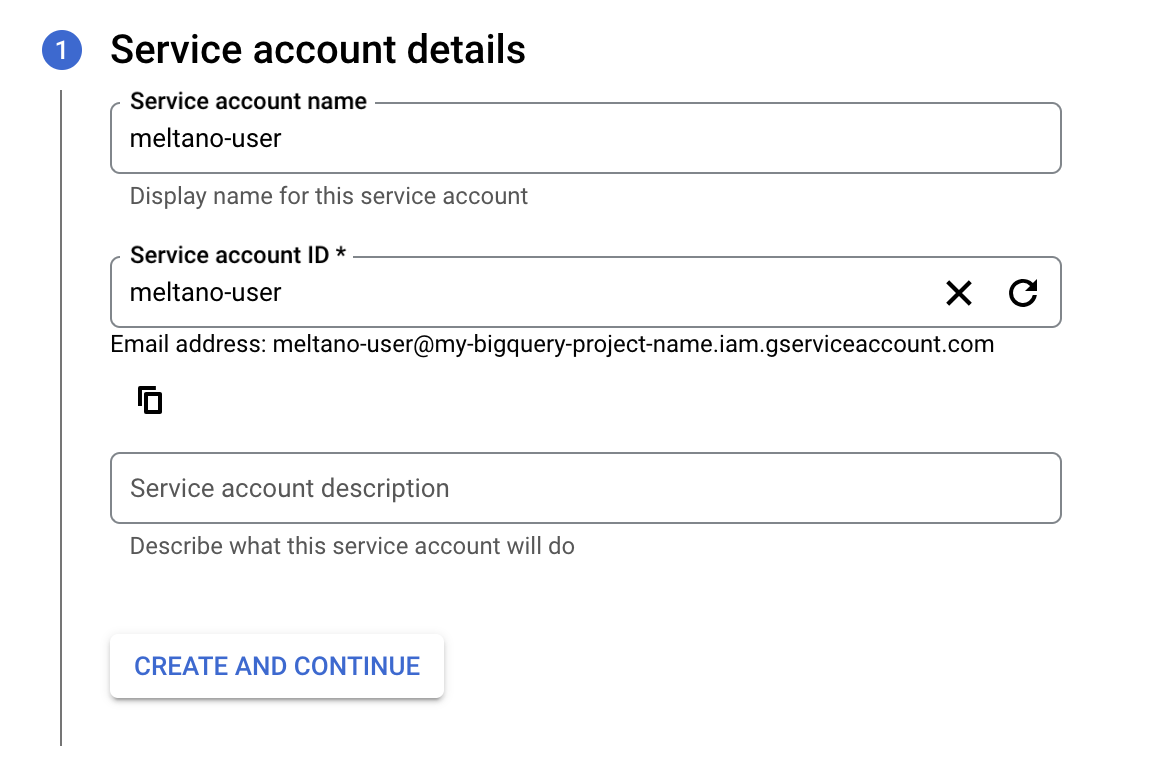 1 Service account details
Service account name
meltano-user
Display name for this service account
Service account ID *
meltano-user
Email address: meltano-user@my-bigquery-project-name.iam.gserviceaccount.com
Service account description
Describe what this service account will do
CREATE AND CONTINUE